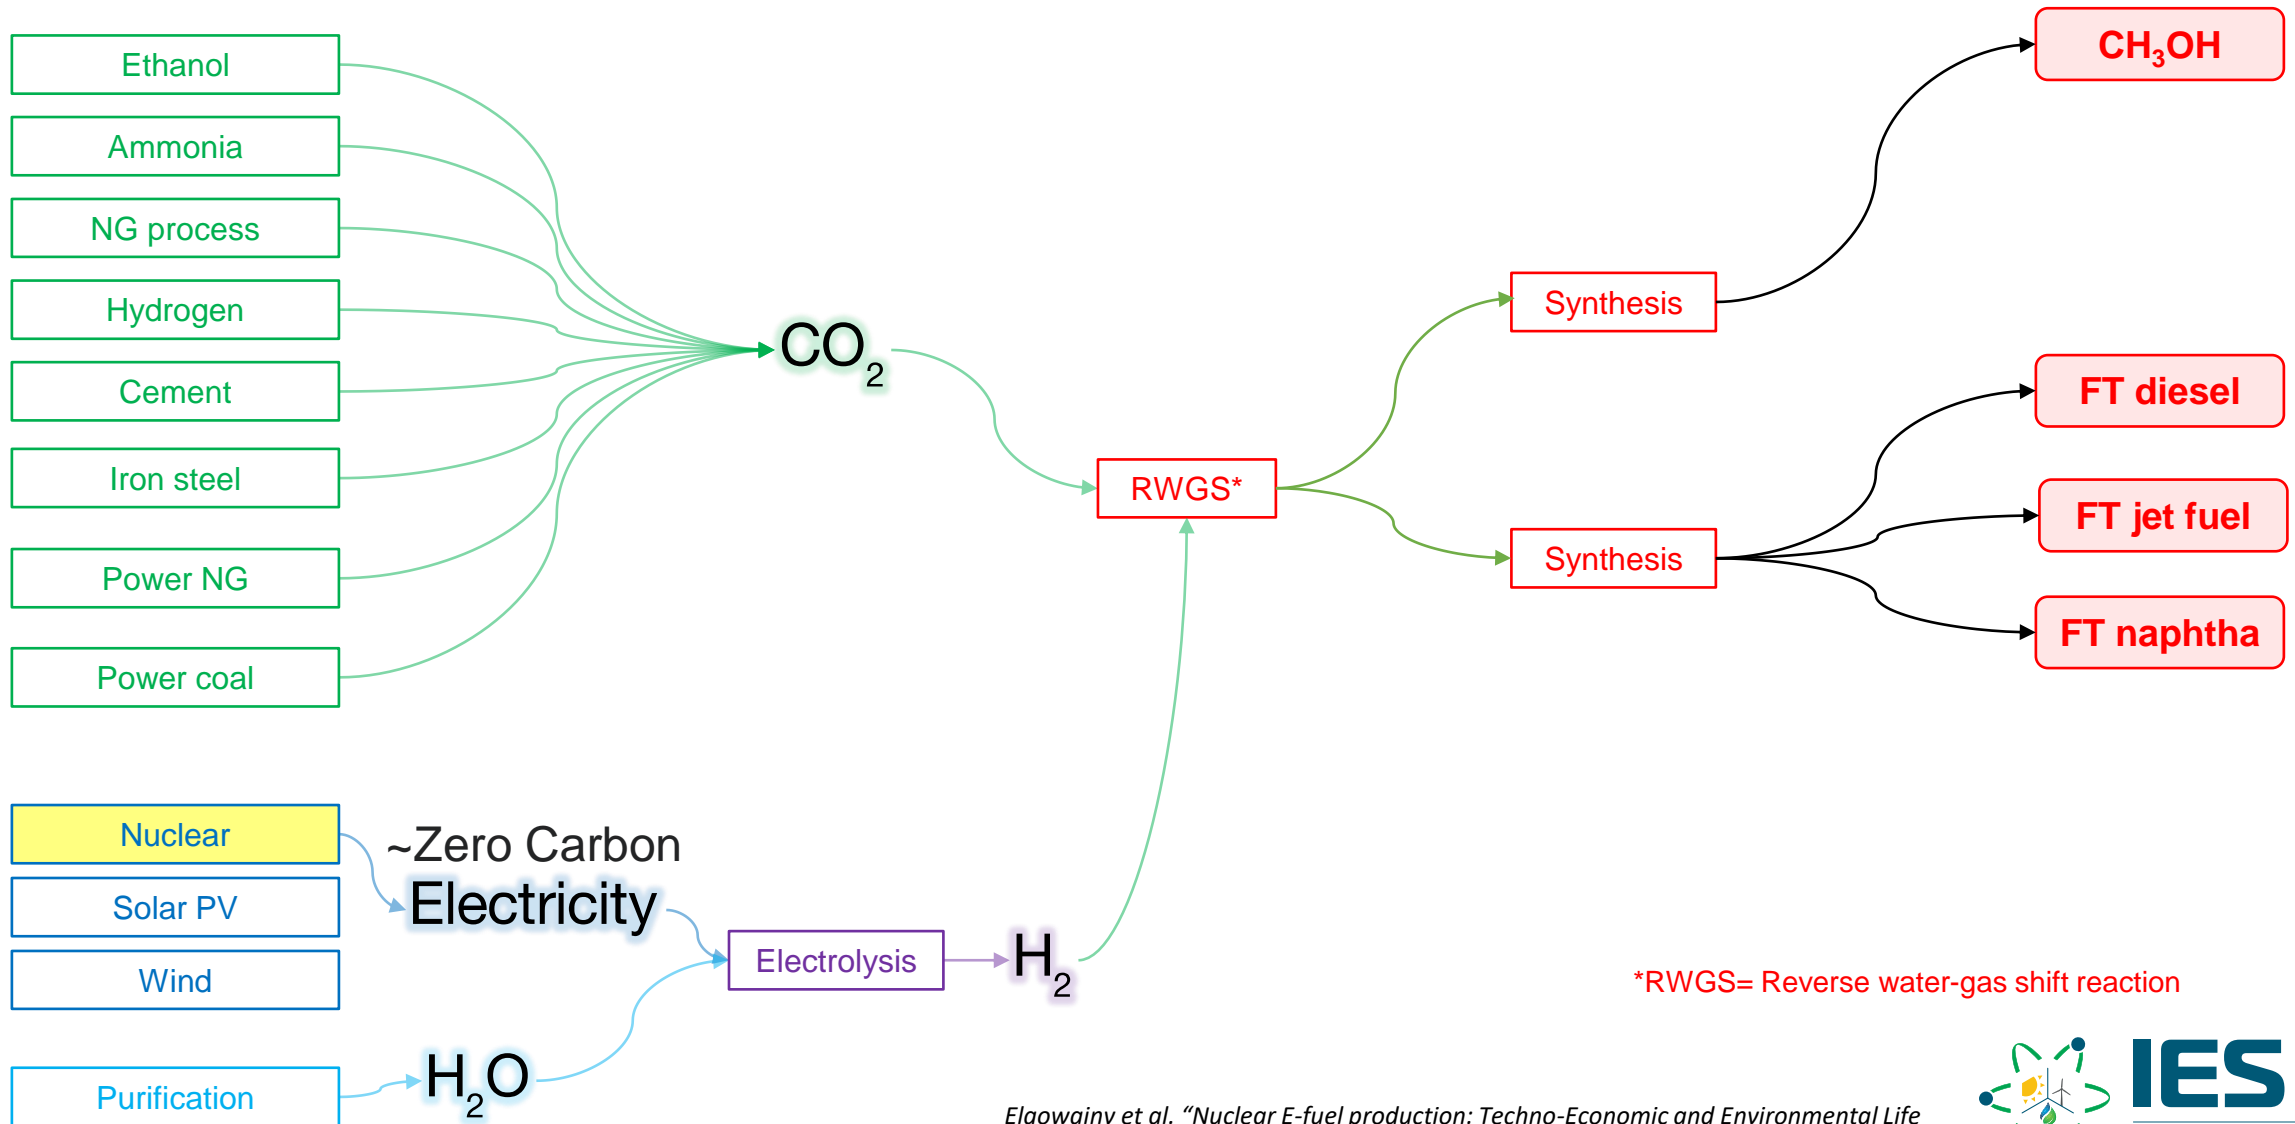 Ethanol
Ammonia
NG process
Hydrogen
Cement
Iron steel
Power NG
Power coal
CO₂
RWGS*
Synthesis
Synthesis
CH₃OH
FT diesel
FT jet fuel
FT naphtha
Nuclear
Solar PV
Wind
~Zero Carbon
Electricity
Electrolysis
H₂
Purification
H₂O
*RWGS= Reverse water-gas shift reaction
Elgowainy et al. “Nuclear E-fuel production: Techno-Economic and Environmental Life
IES